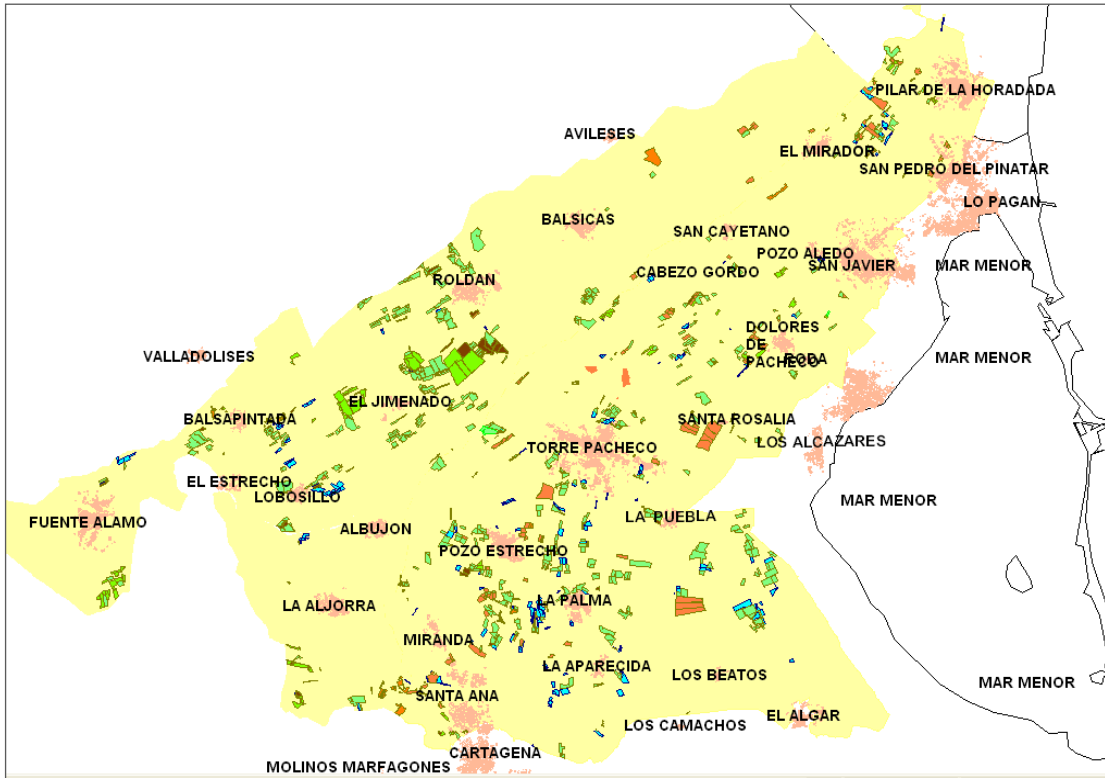 PILAR DE LA HORADADA
AVILESES
EL MIRADOR
SAN PEDRO DEL PINATAR
LO PAGAN
BALSICAS
SAN CAYETANO
POZO ALEDO
SAN JAVIER
MAR MENOR
CABEZO GORDO
ROLDAN
DOLORES
DE
PACHECO
RODA
VALLADOLISES
MAR MENOR
EL JIMENADO
BALSAPINTADA
SANTA ROSALIA
LOS ALCAZARES
TORRE PACHECO
EL ESTRECHO
LOBOSILLO
MAR MENOR
FUENTE ALAMO
ALBUJON
LA PUEBLA
POZO ESTRECHO
LA ALJORRA
LA PALMA
MIRANDA
LA APARECIDA
LOS BEATOS
MAR MENOR
SANTA ANA
LOS CAMACHOS
EL ALGAR
CARTAGENA
MOLINOS MARFAGONES